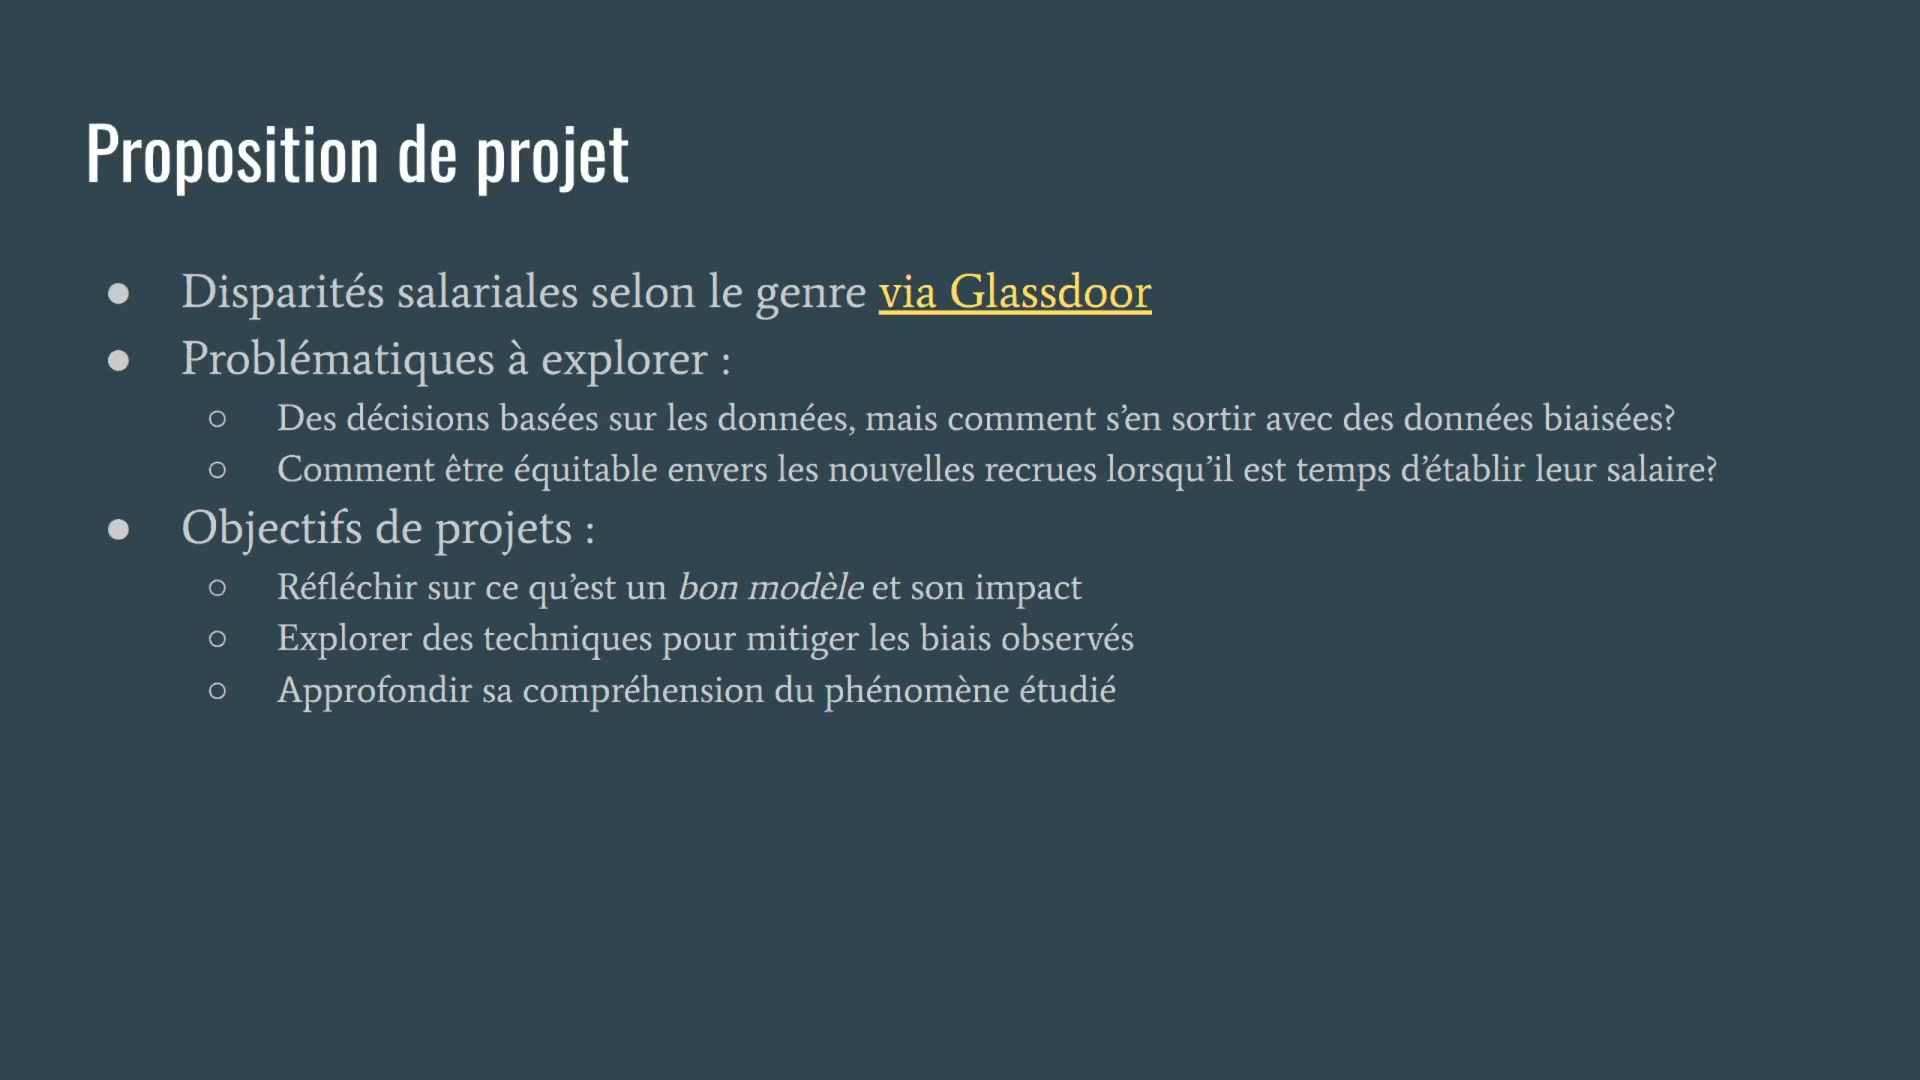 Proposition de projet
● Disparités salariales selon le genre via Glassdoor
● Problématiques à explorer :
○ Des décisions basées sur les données, mais comment s’en sortir avec des données biaisées?
○ Comment être équitable envers les nouvelles recrues lorsqu’il est temps d’établir leur salaire?
● Objectifs de projets :
○ Réfléchir sur ce qu’est un bon modèle et son impact
○ Explorer des techniques pour mitiger les biais observés
○ Approfondir sa compréhension du phénomène étudié